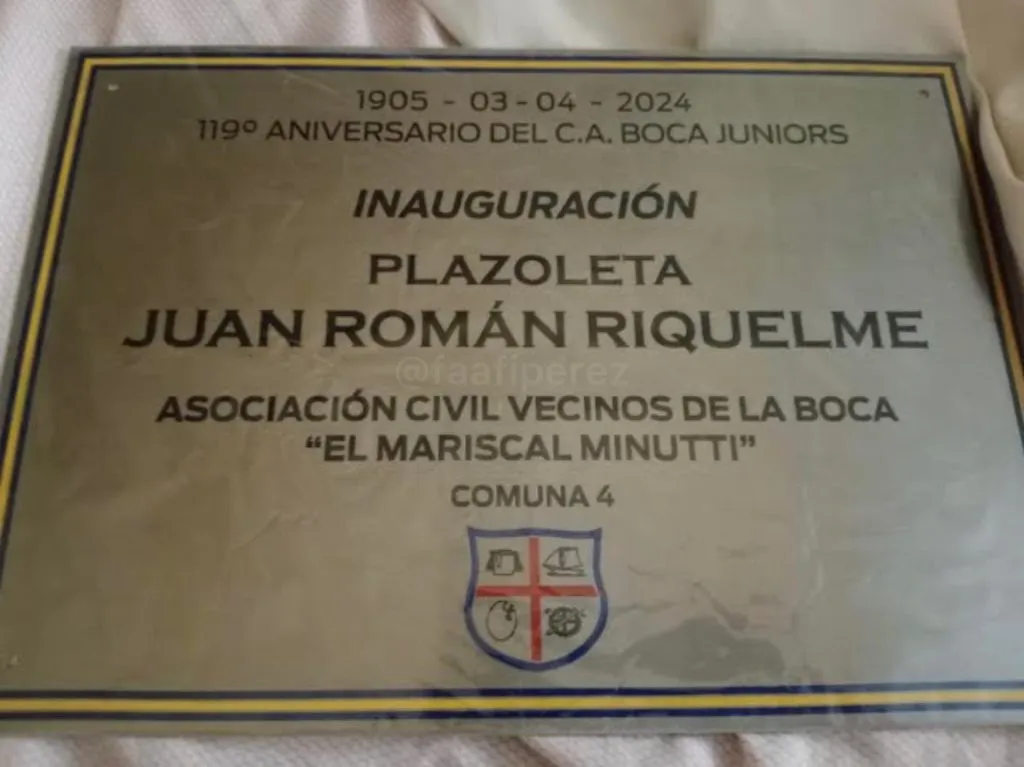 1905 - 03-04 - 2024
119º ANIVERSARIO DEL C.A. BOCA JUNIORS
INAUGURACIÓN
PLAZOLETA
JUAN ROMÁN RIQUELME
@faafiperez
ASOCIACIÓN CIVIL VECINOS DE LA BOCA
“EL MARISCAL MINUTTI”
COMUNA 4